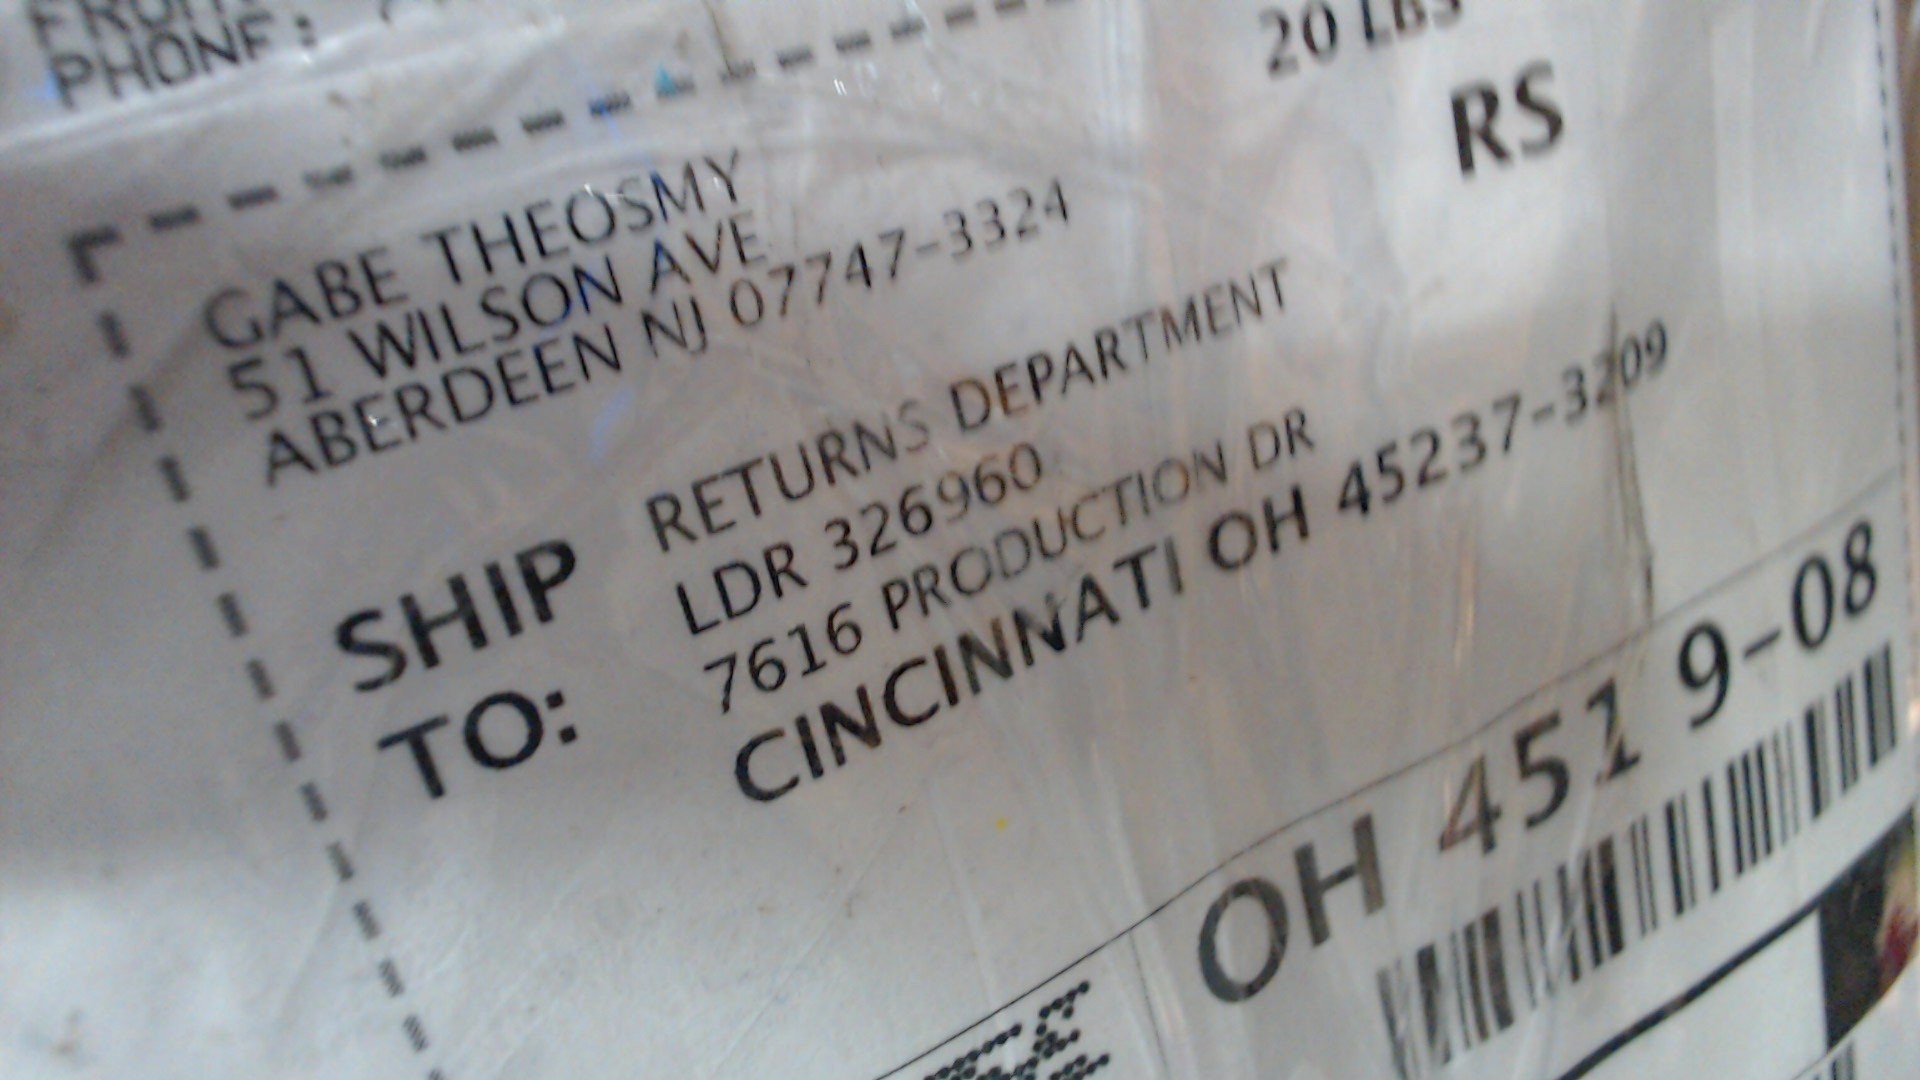 PHONE:
20 LBS
RS
GABE THEOSMY
51 WILSON AVE
ABERDEEN NJ 07747-3324
SHIP TO:
RETURNS DEPARTMENT
LDR 326960
7616 PRODUCTION DR
CINCINNATI OH 45237-3209
OH 451 9-08